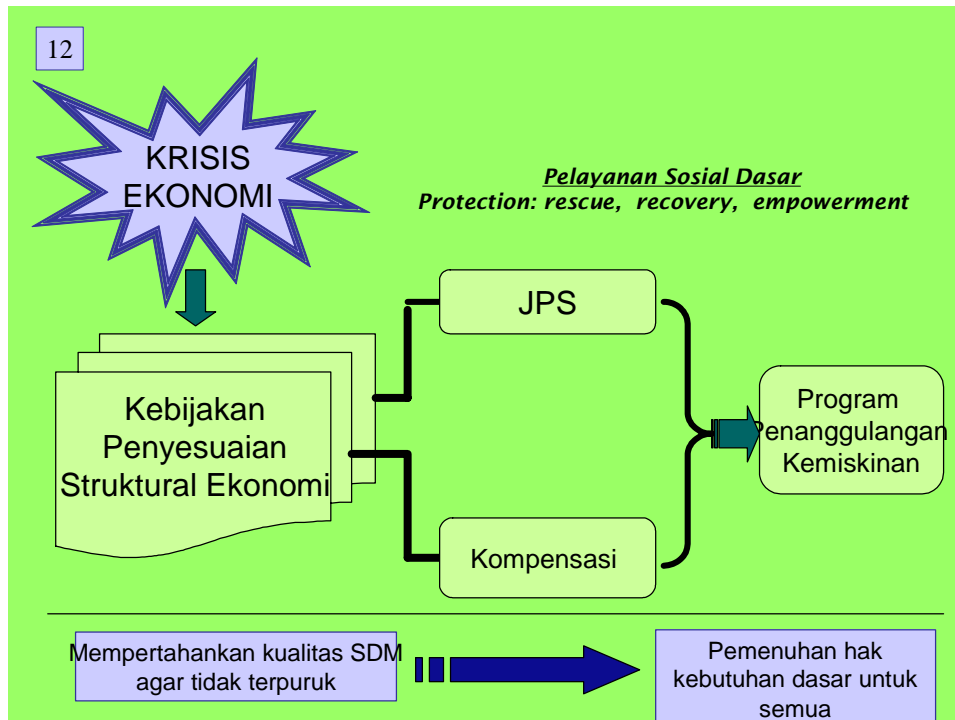 12
KRISIS
EKONOMI
Pelayanan Sosial Dasar
Protection: rescue, recovery, empowerment
JPS
Kebijakan
Penyesuaian
Struktural Ekonomi
Program
Penanggulangan
Kemiskinan
Kompensasi
Mempertahankan kualitas SDM
agar tidak terpuruk
Pemenuhan hak
kebutuhan dasar untuk
semua